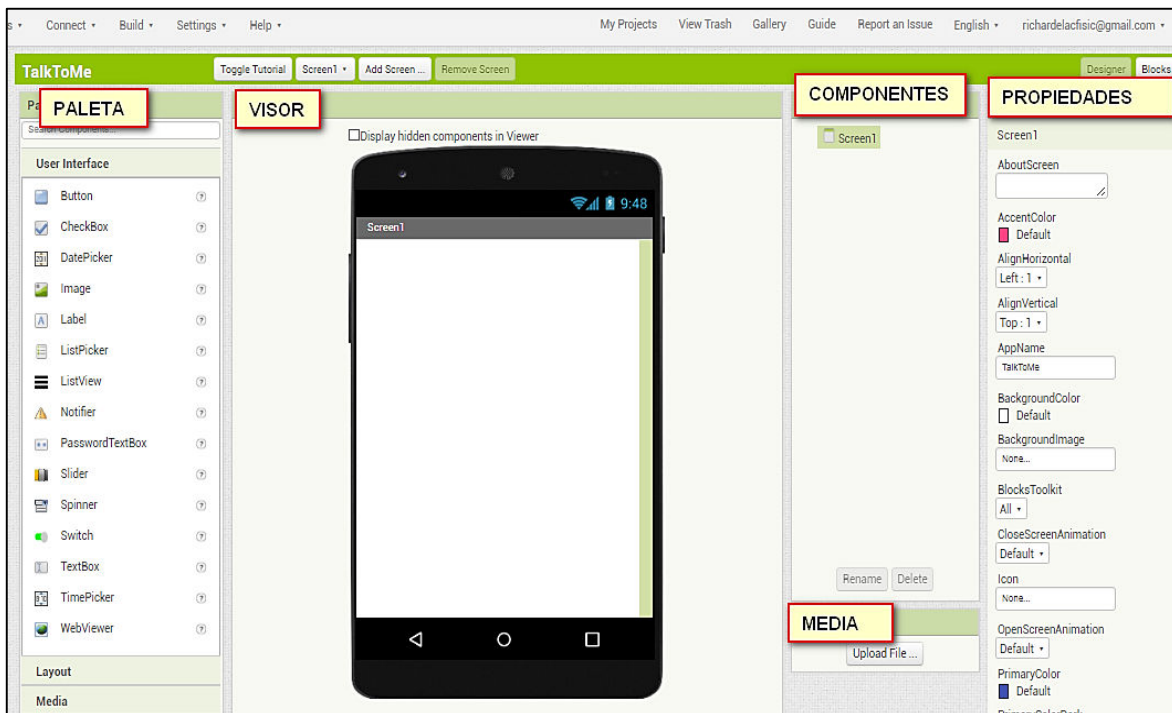 s ▾ Connect ▾ Build ▾ Settings ▾ Help ▾ My Projects View Trash Gallery Guide Report an Issue English ▾ richardelacfisic@gmail.com ▾
TalkToMe Toggle Tutorial Screen1 ▾ Add Screen ... Remove Screen Designer Blocks
Pa
PALETA
Search Components...
User Interface
Button
CheckBox
DatePicker
Image
Label
ListPicker
ListView
Notifier
PasswordTextBox
Slider
Spinner
Switch
TextBox
TimePicker
WebViewer
Layout
Media
VISOR
Display hidden components in Viewer
9:48
Screen1
COMPONENTES
Screen1
Rename Delete
MEDIA
Upload File ...
PROPIEDADES
Screen1
AboutScreen
AccentColor
Default
AlignHorizontal
Left : 1 ▾
AlignVertical
Top : 1 ▾
AppName
TalkToMe
BackgroundColor
Default
BackgroundImage
None...
BlocksToolkit
All ▾
CloseScreenAnimation
Default ▾
Icon
None...
OpenScreenAnimation
Default ▾
PrimaryColor
Default
PrimaryColorDark